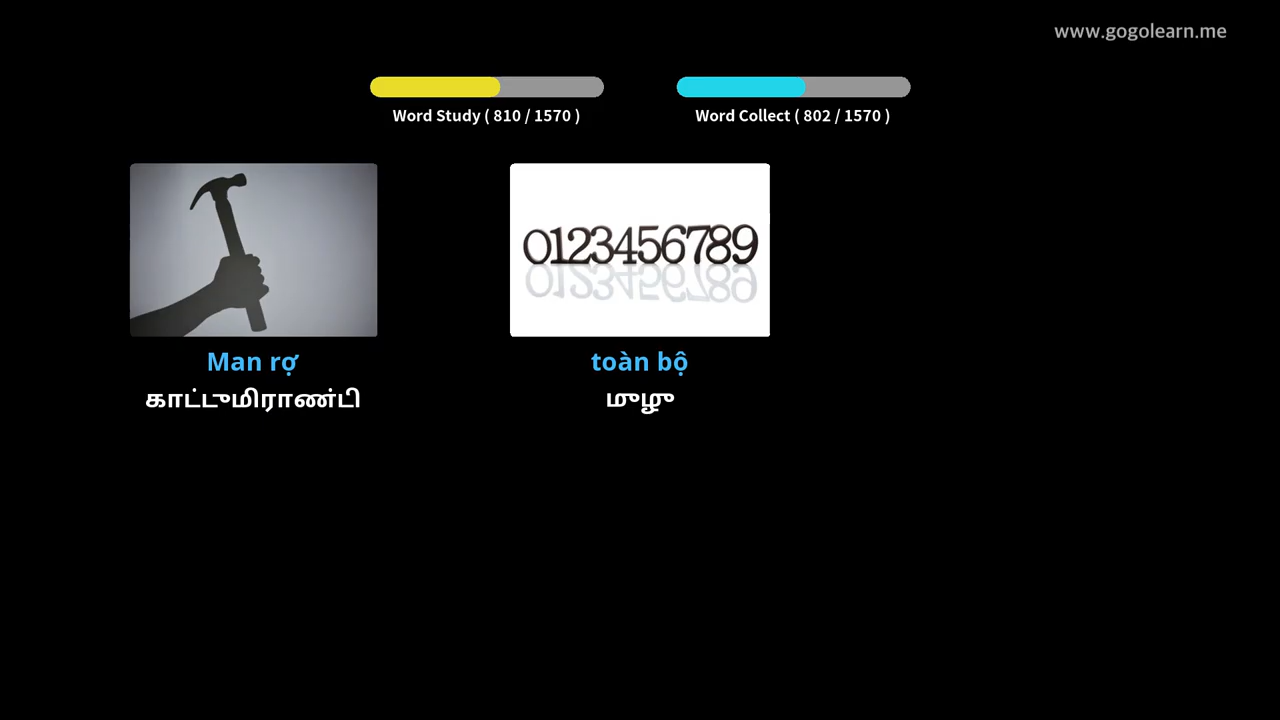 www.gogolearn.me
Word Study ( 810 / 1570 )
Word Collect ( 802 / 1570 )
0123456789
Man rợ
toàn bộ
காட்டுமிராண்டி
முழு